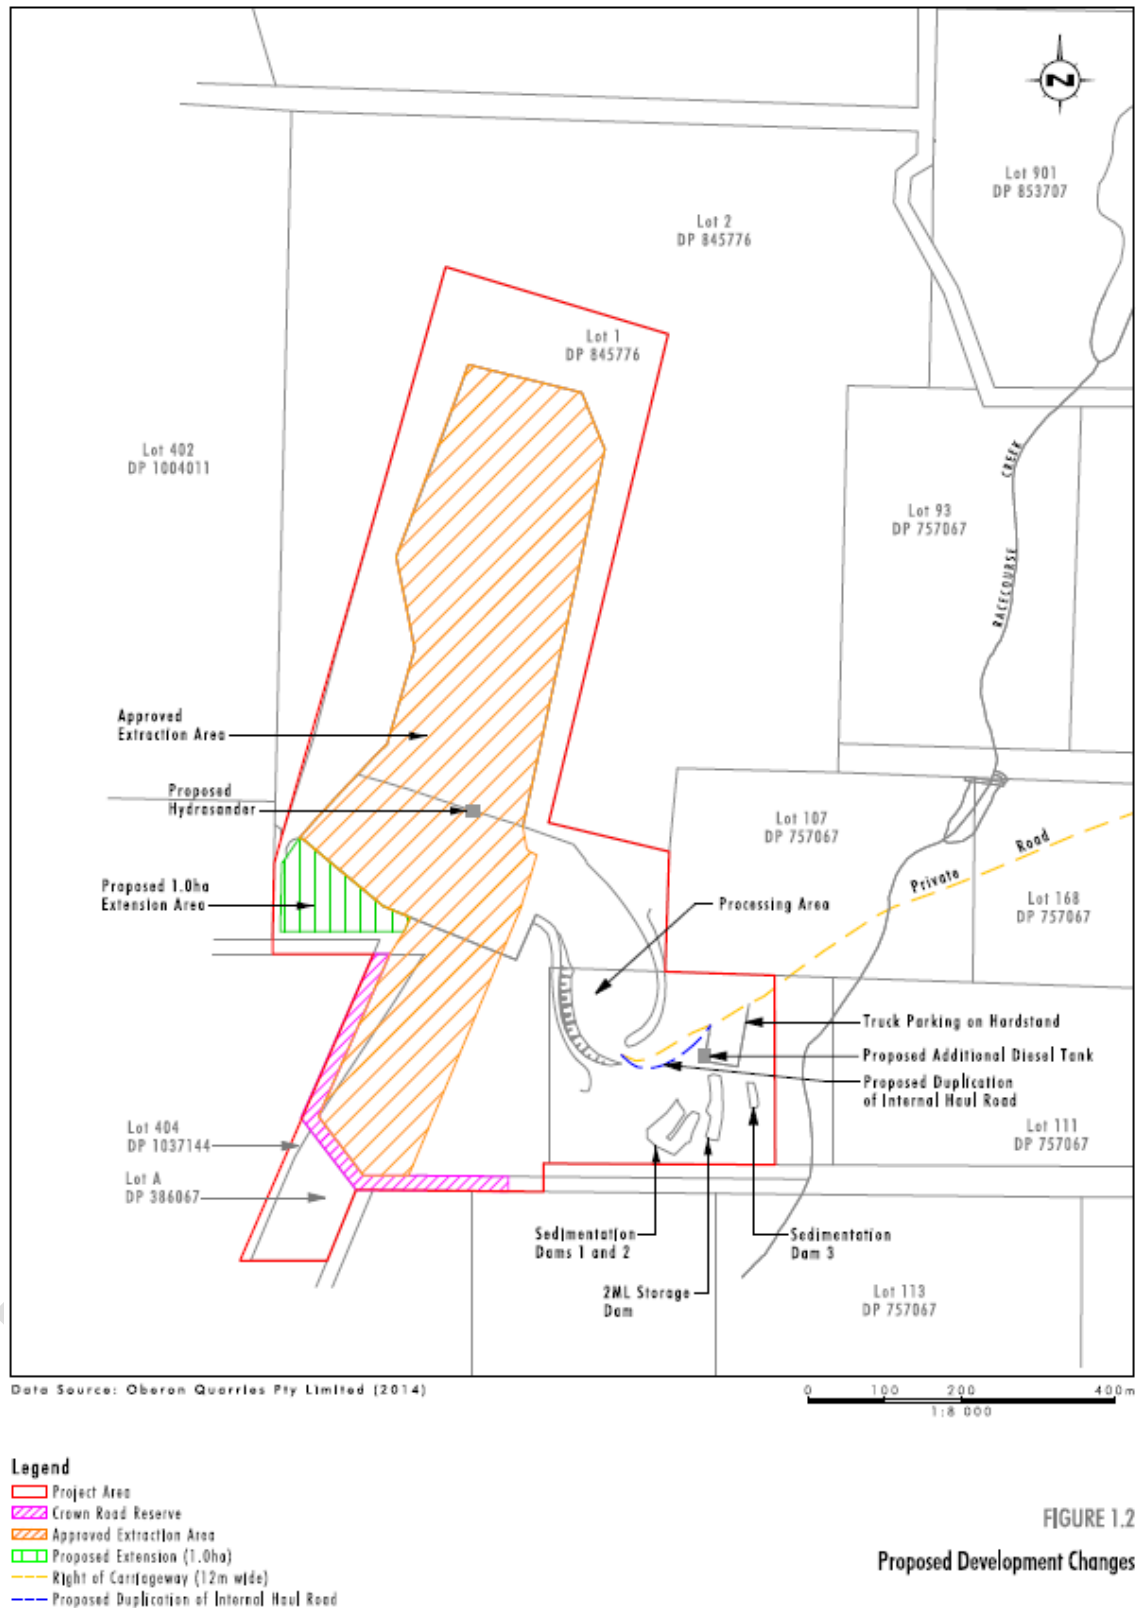 N
Lot 901
DP 853707
Lot 2
DP 845776
Lot 1
DP 845776
Lot 402
DP 1004011
CREEK
RACECOURSE
Lot 93
DP 757067
Approved
Extraction Area
Proposed
Hydrasander
Lot 107
DP 757067
Private Road
Proposed 1.0ha
Extension Area
Processing Area
Lot 168
DP 757067
Truck Parking on Hardstand
Proposed Additional Diesel Tank
Proposed Duplication
of Internal Haul Road
Lot 404
DP 1037144
Lot 111
DP 757067
Lot A
DP 386067
Sedimentation
Dams 1 and 2
Sedimentation
Dam 3
2ML Storage
Dam
Lot 113
DP 757067
Data Source: Oberon Quarries Pty Limited (2014)
0 100 200 400m
1:8 000
Legend
Project Area
Crown Road Reserve
Approved Extraction Area
Proposed Extension (1.0ha)
Right of Carriageway (12m wide)
Proposed Duplication of Internal Haul Road
FIGURE 1.2
Proposed Development Changes